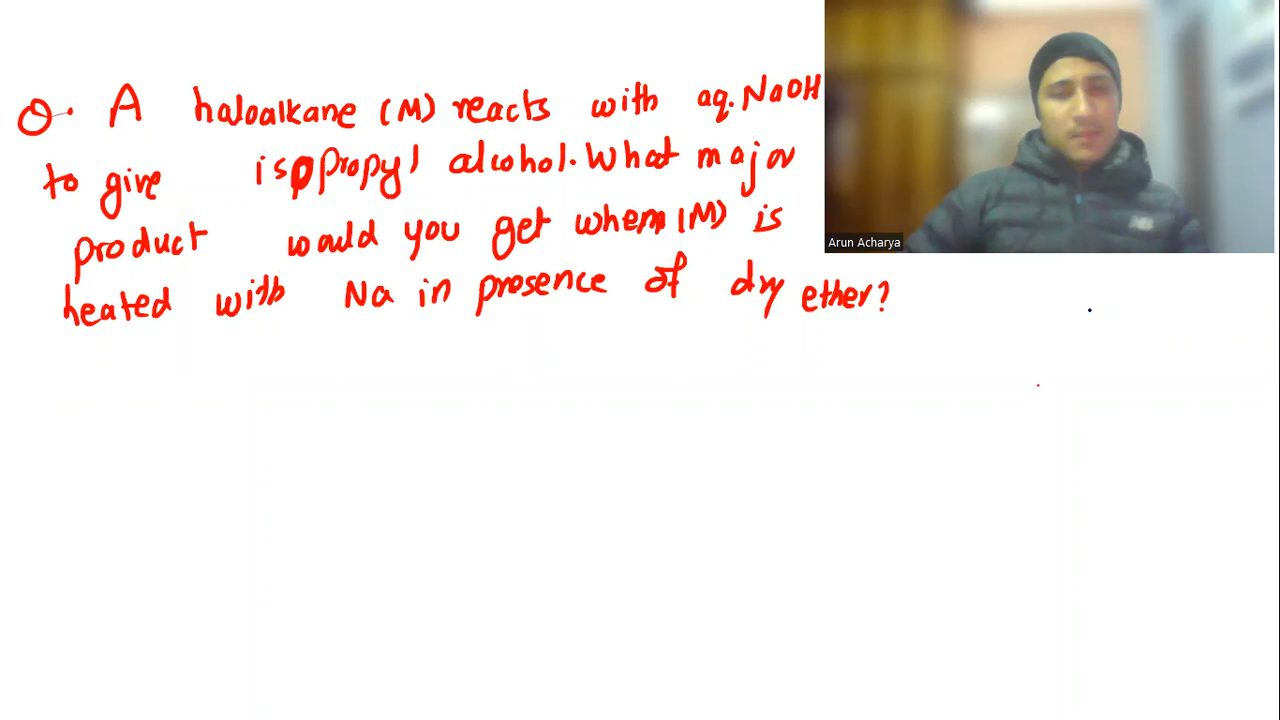 Q. A haloalkane (M) reacts with aq. NaOH
to give isopropyl alcohol. What major
product would you get when (M) is
heated with Na in presence of dry ether?
Arun Acharya